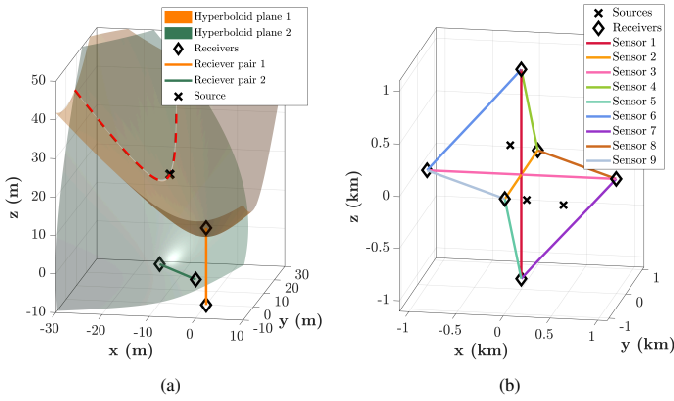 Hyperboloid plane 1
Hyperboloid plane 2
Receivers
Reciever pair 1
Reciever pair 2
Source
50
40
30
20
10
0
-10
z (m)
-30
-20
-10
0
10
x (m)
-10
0
10
20
30
y (m)
(a)
Sources
Receivers
Sensor 1
Sensor 2
Sensor 3
Sensor 4
Sensor 5
Sensor 6
Sensor 7
Sensor 8
Sensor 9
1
0.5
0
-0.5
-1
z (km)
-1
-0.5
0
0.5
1
x (km)
-1
0
1
y (km)
(b)